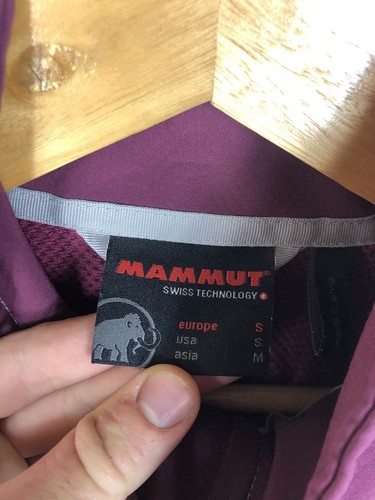 MAMMUT
SWISS TECHNOLOGY
europe S
usa S
asia M